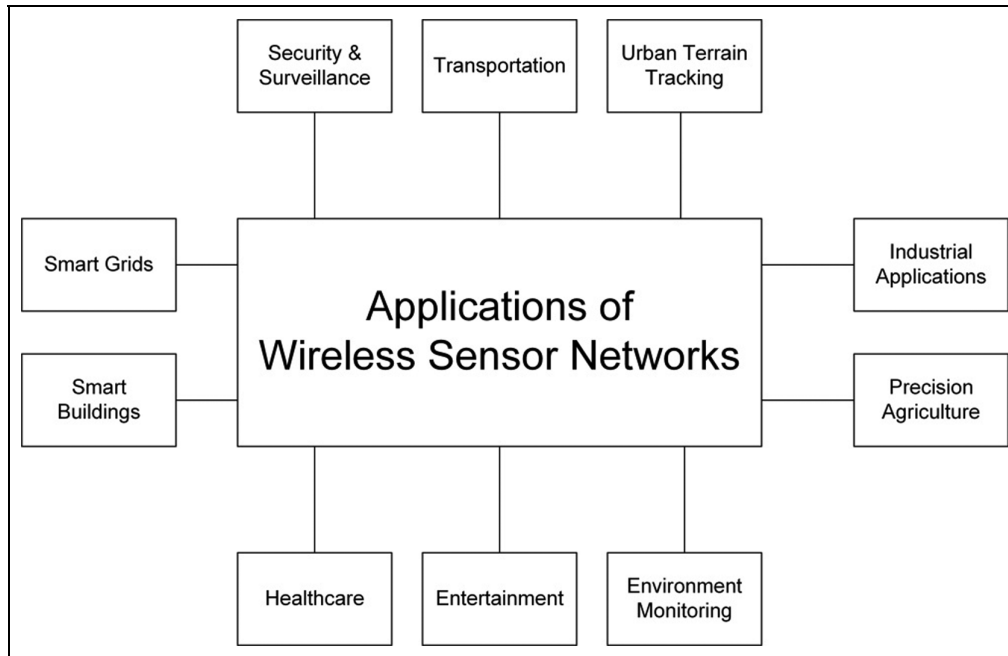 Security &
Surveillance
Transportation
Urban Terrain
Tracking
Smart Grids
Industrial
Applications
Applications of
Wireless Sensor Networks
Smart
Buildings
Precision
Agriculture
Healthcare
Entertainment
Environment
Monitoring